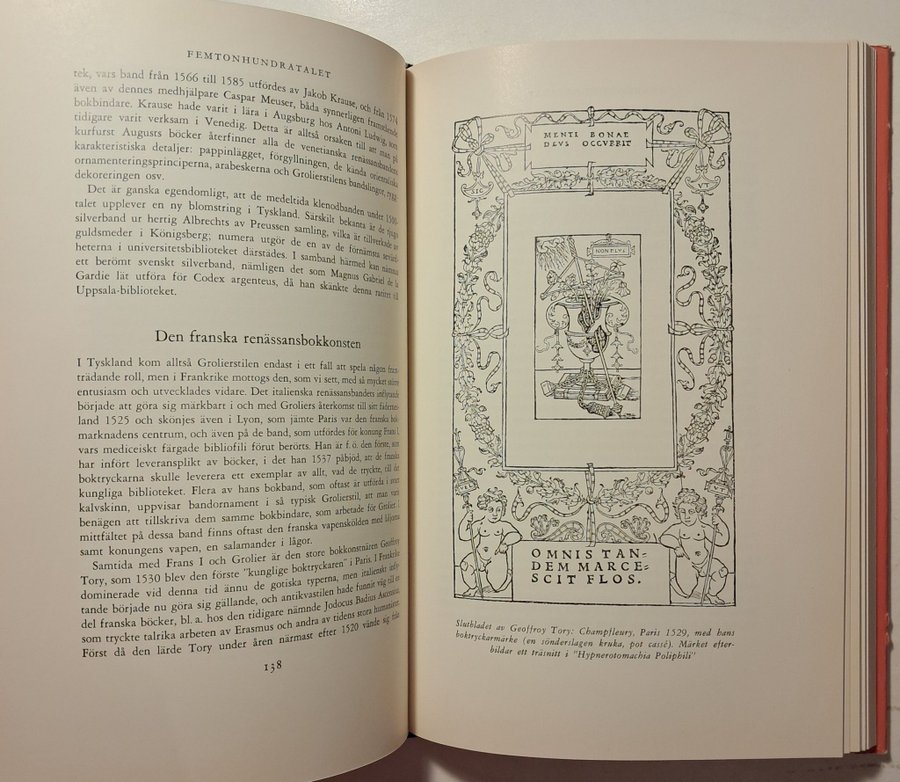 FEMTONHUNDRATALET
tek, vars band från 1566 till 1585 utfördes av Jakob Krause, och från 1574
även av dennes medhjälpare Caspar Meuser, båda synnerligen framstående
bokbindare. Krause hade varit i lära i Augsburg hos Antoni Ludwig, som
tidigare varit verksam i Venedig. Detta är alltså orsaken till att man på
kurfurst Augusts böcker återfinner alla de venetianska renässansbandens
karakteristiska detaljer: pappinlägget, förgyllningen, de kända orientaliska
ornamenteringsprinciperna, arabeskerna och Grolierstilens bandslingor, rygg-
dekoreringen osv.
Det är ganska egendomligt, att de medeltida klenodbanden under 1500-
talet upplever en ny blomstring i Tyskland. Särskilt bekanta är de tjugo
silverband ur hertig Albrechts av Preussen samling, vilka är tillverkade av
guldsmeder i Königsberg; numera utgör de en av de förnämsta sevärd-
heterna i universitetsbiblioteket därstädes. I samband härmed kan nämnas
ett berömt svenskt silverband, nämligen det som Magnus Gabriel de la
Gardie lät utföra för Codex argenteus, då han skänkte denna raritet till
Uppsala-biblioteket.
Den franska renässansbokkonsten
I Tyskland kom alltså Grolierstilen endast i ett fall att spela någon fram-
trädande roll, men i Frankrike mottogs den, som vi sett, med så mycket större
entusiasm och utvecklades vidare. Det italienska renässansbandets inflytande
började att göra sig märkbart i och med Groliers återkomst till sitt fädernes-
land 1525 och skönjes även i Lyon, som jämte Paris var den franska bok-
marknadens centrum, och även på de band, som utfördes för konung Frans I,
vars mediceiskt färgade bibliofili förut berörts. Han är f. ö. den förste, som
har infört leveransplikt av böcker, i det han 1537 påbjöd, att de franska
boktryckarna skulle leverera ett exemplar av allt, vad de tryckte, till det
kungliga biblioteket. Flera av hans bokband, som oftast är utförda i svart
kalvskinn, uppvisar bandornament i så typisk Grolierstil, att man vore
benägen att tillskriva dem samme bokbindare, som arbetade för Grolier. I
mittfältet på dessa band finns oftast den franska vapenskölden med liljorna
samt konungens vapen, en salamander i lågor.
Samtida med Frans I och Grolier är den store bokkonstnären Geoffroy
Tory, som 1530 blev den förste "kunglige boktryckaren" i Paris. I Frankrike
dominerade vid denna tid ännu de gotiska typerna, men italienskt infly-
tande började nu göra sig gällande, och antikvastilen hade funnit väg till en
del franska böcker, bl. a. hos den tidigare nämnde Jodocus Badius Ascensius,
som tryckte talrika arbeten av Erasmus och andra av tidens stora humanister.
Först då den lärde Tory under åren närmast efter 1520 vände sig från
138
MENTI BONAE
DEVS OCCVRRIT
NON PLVS
OMNIS TAN-
DEM MARCE-
SCIT FLOS.
Slutbladet av Geoffroy Tory: Champfleury, Paris 1529, med hans
boktryckarmärke (en sönderslagen kruka, pot cassé). Märket efter-
bildar ett träsnitt i "Hypnerotomachia Poliphili"